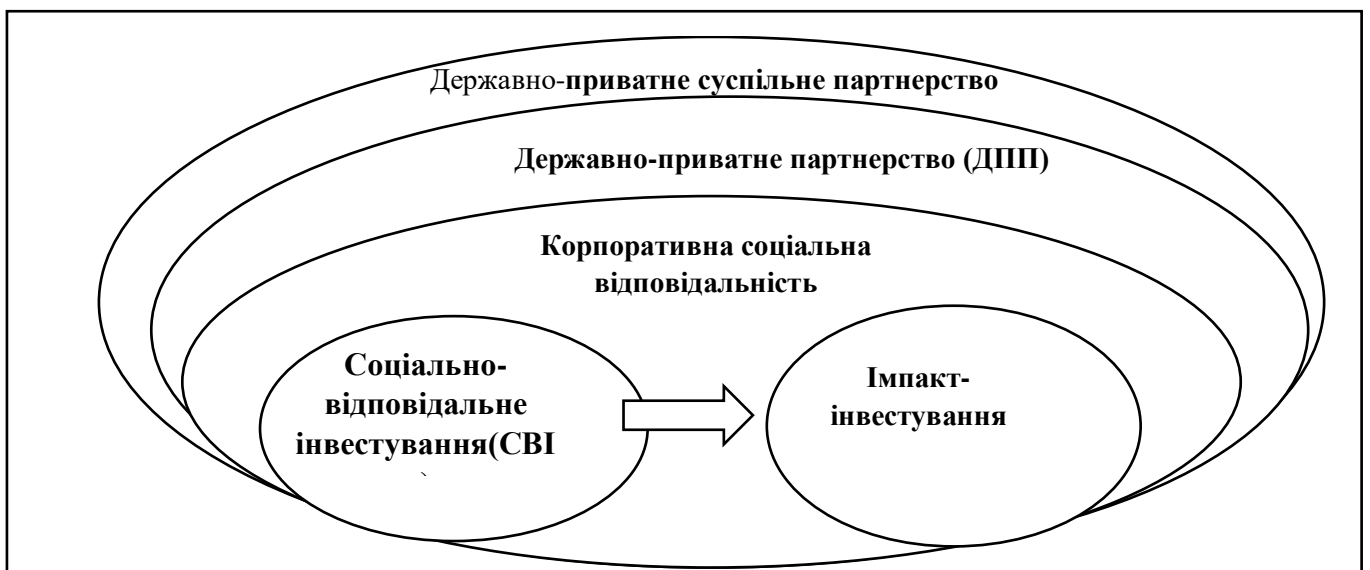 Державно-приватне суспільне партнерство
Державно-приватне партнерство (ДПП)
Корпоративна соціальна
відповідальність
Соціально-
відповідальне
інвестування(СВІ
Імпакт-
інвестування